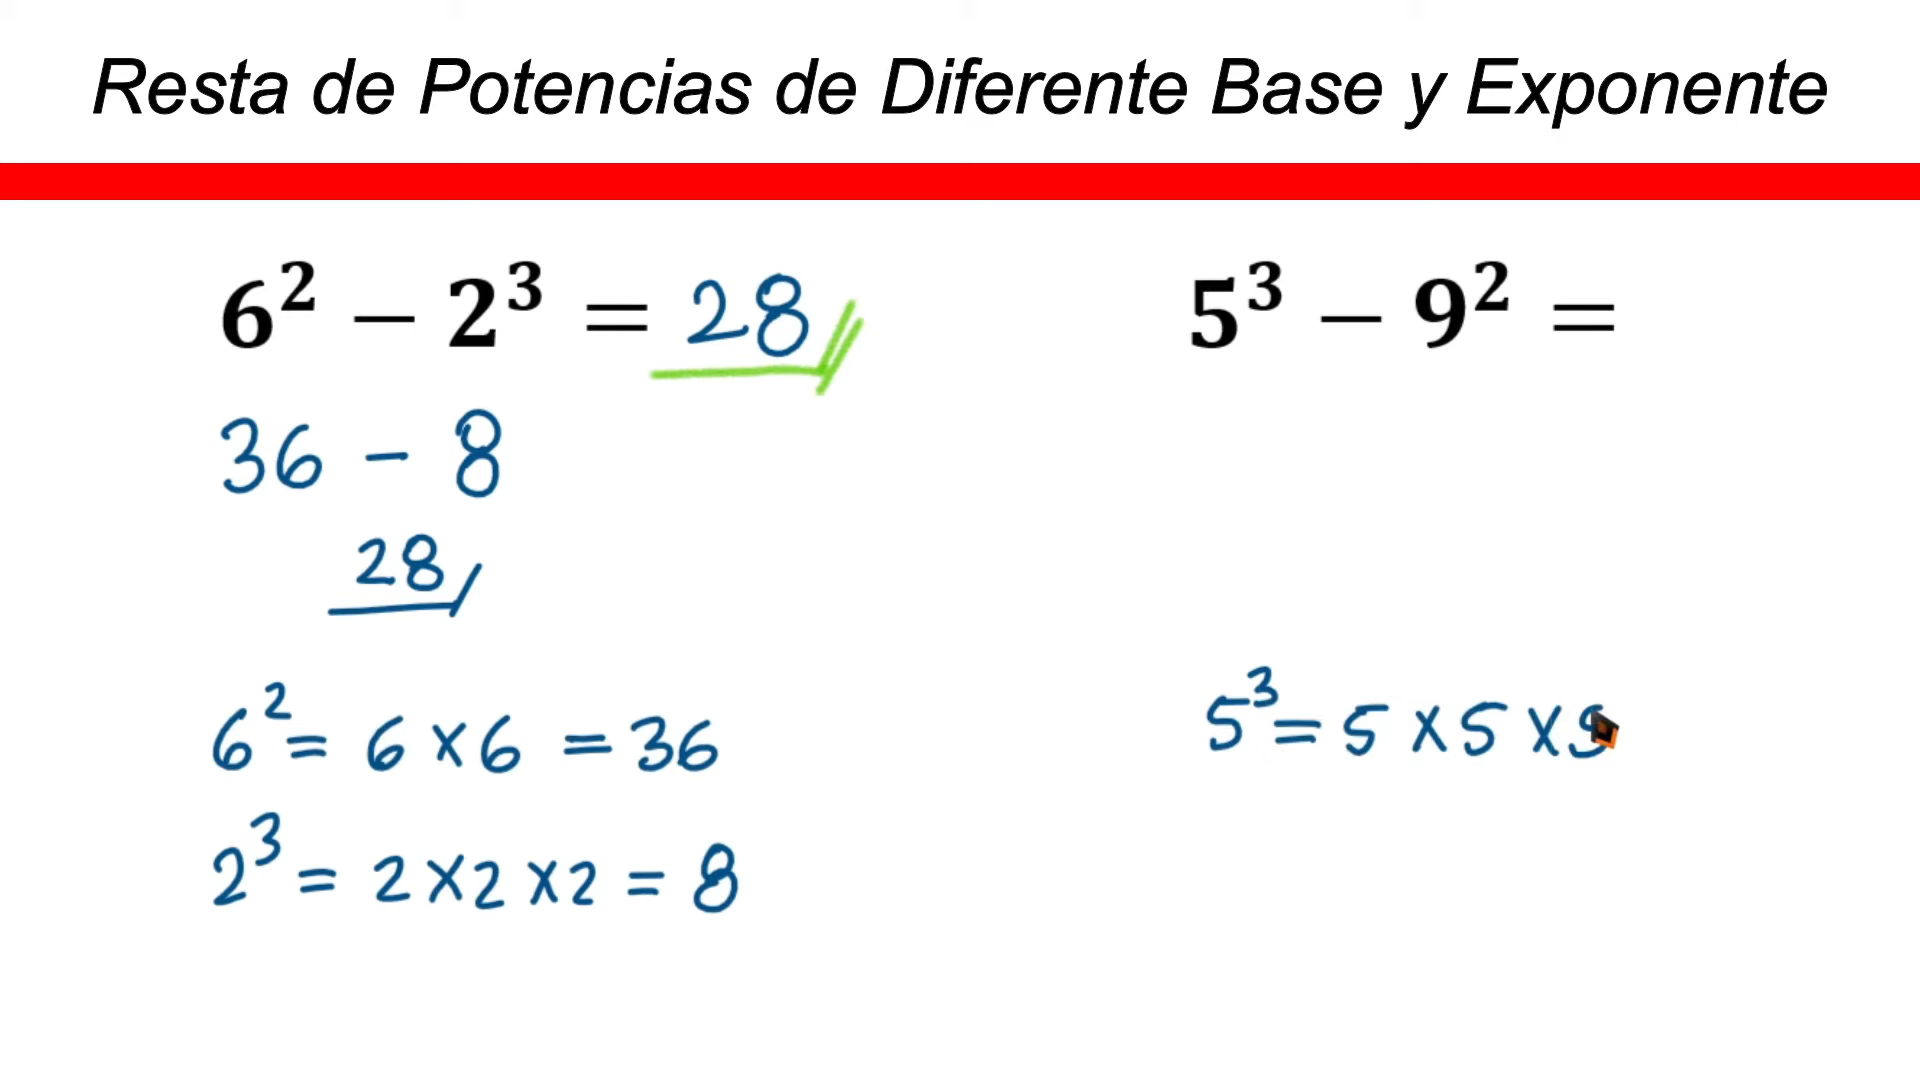 Resta de Potencias de Diferente Base y Exponente
6² − 2³ = 28
36 − 8
28
6² = 6 × 6 = 36
2³ = 2 × 2 × 2 = 8
5³ − 9² =
5³ = 5 × 5 × 5